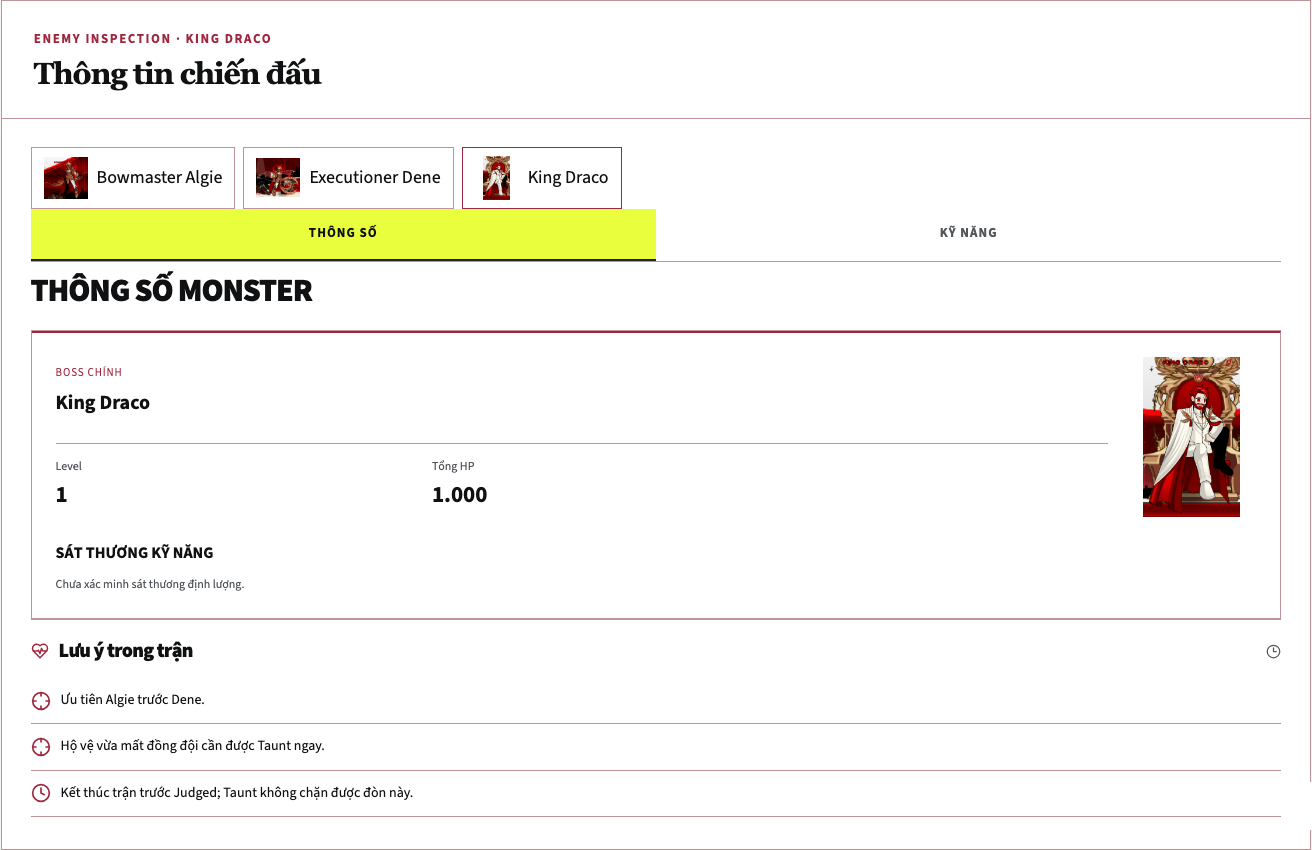 ENEMY INSPECTION · KING DRACO
Thông tin chiến đấu
Bowmaster Algie
Executioner Dene
King Draco
THÔNG SỐ
KỸ NĂNG
THÔNG SỐ MONSTER
BOSS CHÍNH
King Draco
Level
Tổng HP
1
1.000
SÁT THƯƠNG KỸ NĂNG
Chưa xác minh sát thương định lượng.
Lưu ý trong trận
Ưu tiên Algie trước Dene.
Hộ vệ vừa mất đồng đội cần được Taunt ngay.
Kết thúc trận trước Judged; Taunt không chặn được đòn này.